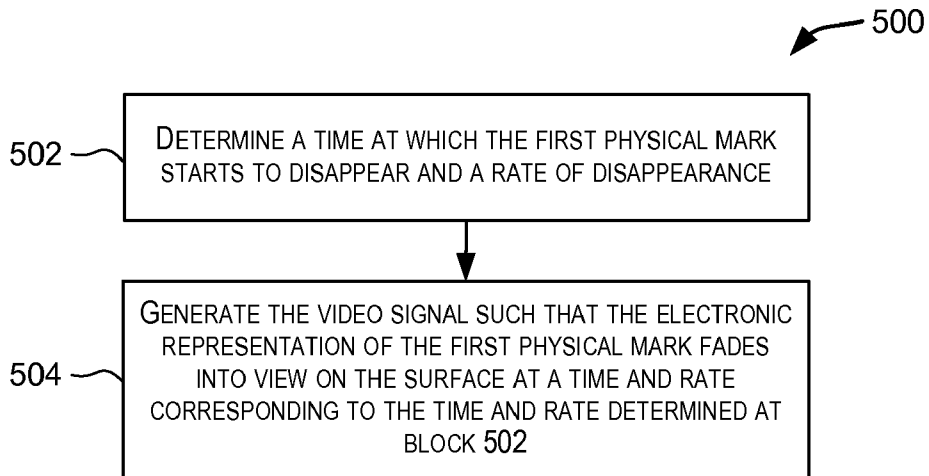 500
502
DETERMINE A TIME AT WHICH THE FIRST PHYSICAL MARK
STARTS TO DISAPPEAR AND A RATE OF DISAPPEARANCE
504
GENERATE THE VIDEO SIGNAL SUCH THAT THE ELECTRONIC
REPRESENTATION OF THE FIRST PHYSICAL MARK FADES
INTO VIEW ON THE SURFACE AT A TIME AND RATE
CORRESPONDING TO THE TIME AND RATE DETERMINED AT
BLOCK 502